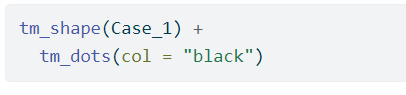 tm_shape(Case_1) +
  tm_dots(col = "black")